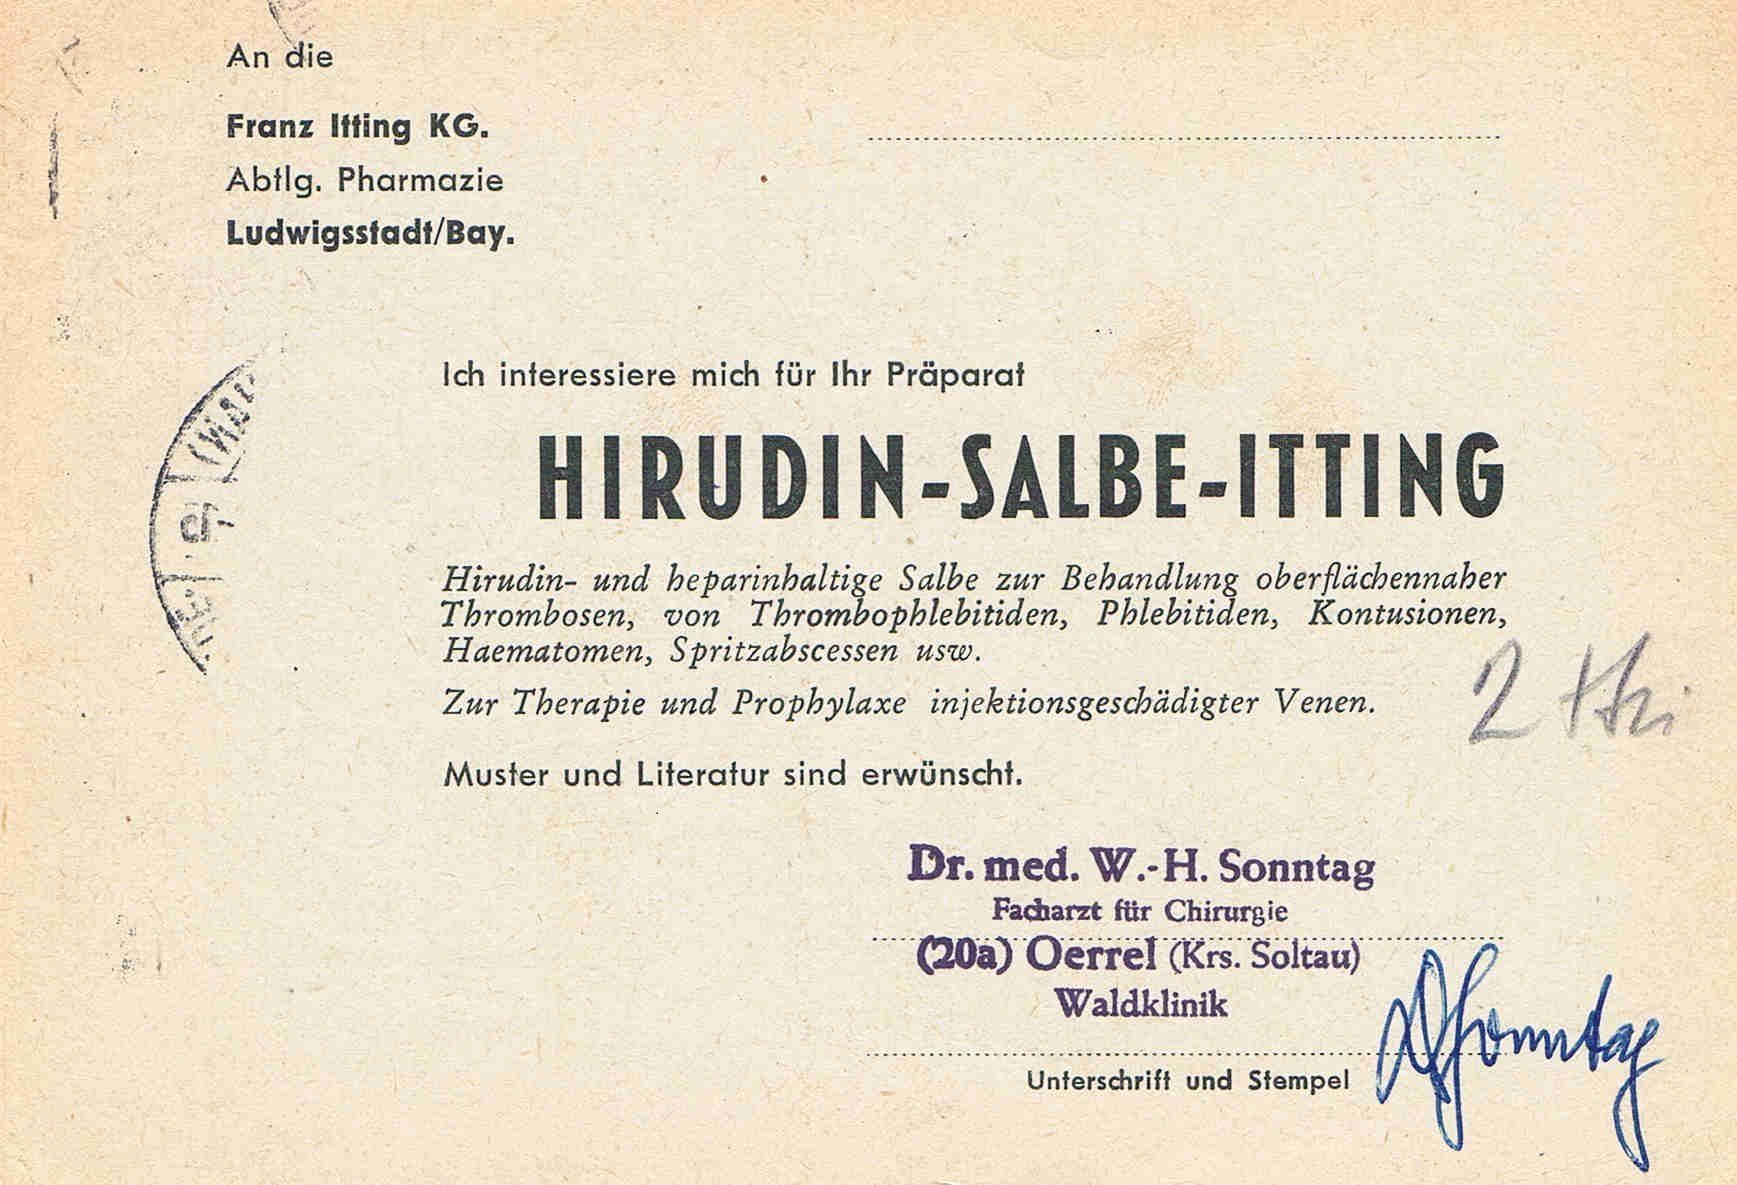 An die
Franz Itting KG.
Abtlg. Pharmazie
Ludwigsstadt/Bay.
Ich interessiere mich für Ihr Präparat
HIRUDIN-SALBE-ITTING
Hirudin- und heparinhaltige Salbe zur Behandlung oberflächennaher
Thrombosen, von Thrombophlebitiden, Phlebitiden, Kontusionen,
Haematomen, Spritzabscessen usw.
Zur Therapie und Prophylaxe injektionsgeschädigter Venen.
2
Muster und Literatur sind erwünscht.
Dr. med. W.-H. Sonntag
Facharzt für Chirurgie
(20a) Oerrel (Krs. Soltau)
Waldklinik
Sonntag
Unterschrift und Stempel